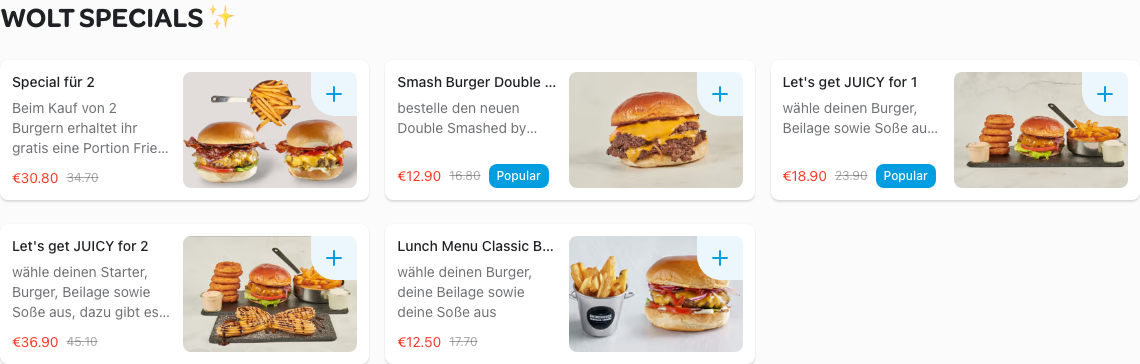 WOLT SPECIALS ✨
Special für 2
Beim Kauf von 2
Burgern erhaltet ihr
gratis eine Portion Frie...
€30.80 34.70
Smash Burger Double ...
bestelle den neuen
Double Smashed by...
€12.90 16.80 Popular
Let's get JUICY for 1
wähle deinen Burger,
Beilage sowie Soße au...
€18.90 23.90 Popular
Let's get JUICY for 2
wähle deinen Starter,
Burger, Beilage sowie
Soße aus, dazu gibt es...
€36.90 45.10
Lunch Menu Classic B...
wähle deinen Burger,
deine Beilage sowie
deine Soße aus
€12.50 17.70